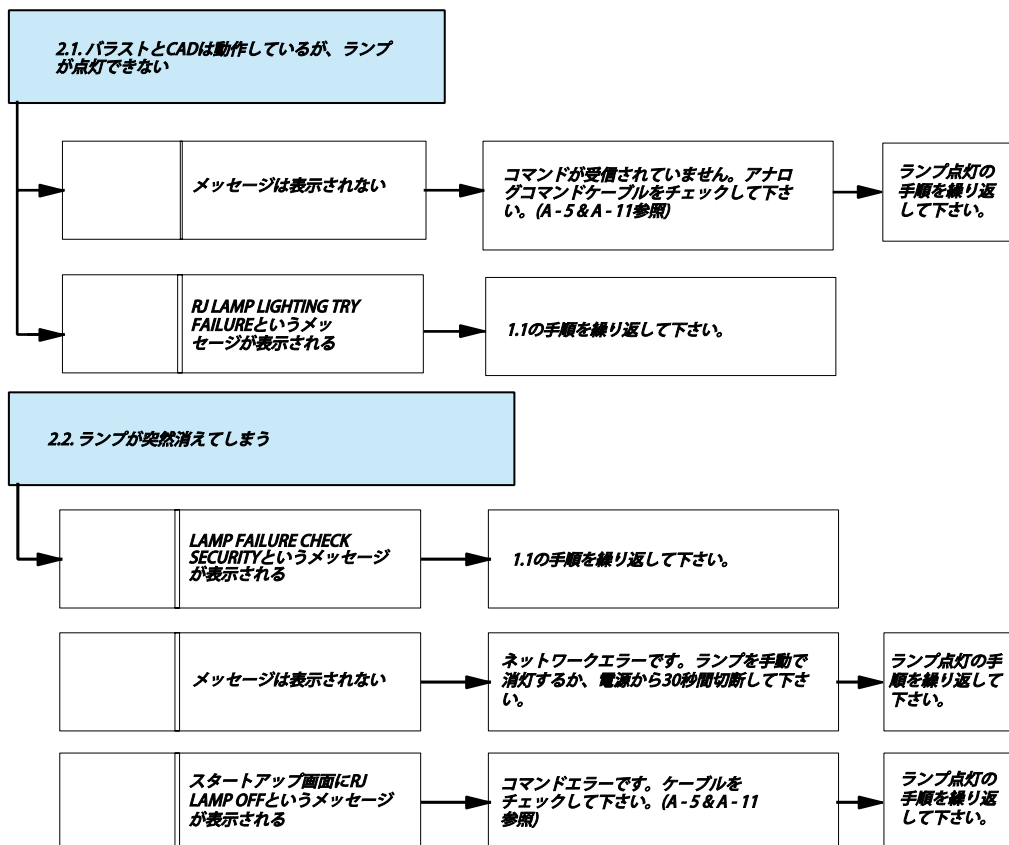 2.1. バラストとCADは動作しているが、ランプ
が点灯できない
メッセージは表示されない
コマンドが受信されていません。アナロ
グコマンドケーブルをチェックして下さ
い。(A - 5 & A - 11参照)
ランプ点灯の
手順を繰り返
して下さい。
RJ LAMP LIGHTING TRY
FAILUREというメッ
セージが表示される
1.1の手順を繰り返して下さい。
2.2. ランプが突然消えてしまう
LAMP FAILURE CHECK
SECURITYというメッセージ
が表示される
1.1の手順を繰り返して下さい。
メッセージは表示されない
ネットワークエラーです。ランプを手動で
消灯するか、電源から30秒間切断して下さ
い。
ランプ点灯の手
順を繰り返して
下さい。
スタートアップ画面にRJ
LAMP OFFというメッセージ
が表示される
コマンドエラーです。ケーブルを
チェックして下さい。(A - 5 & A - 11
参照)
ランプ点灯の
手順を繰り返
して下さい。